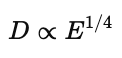 D ∝ E^{1/4}